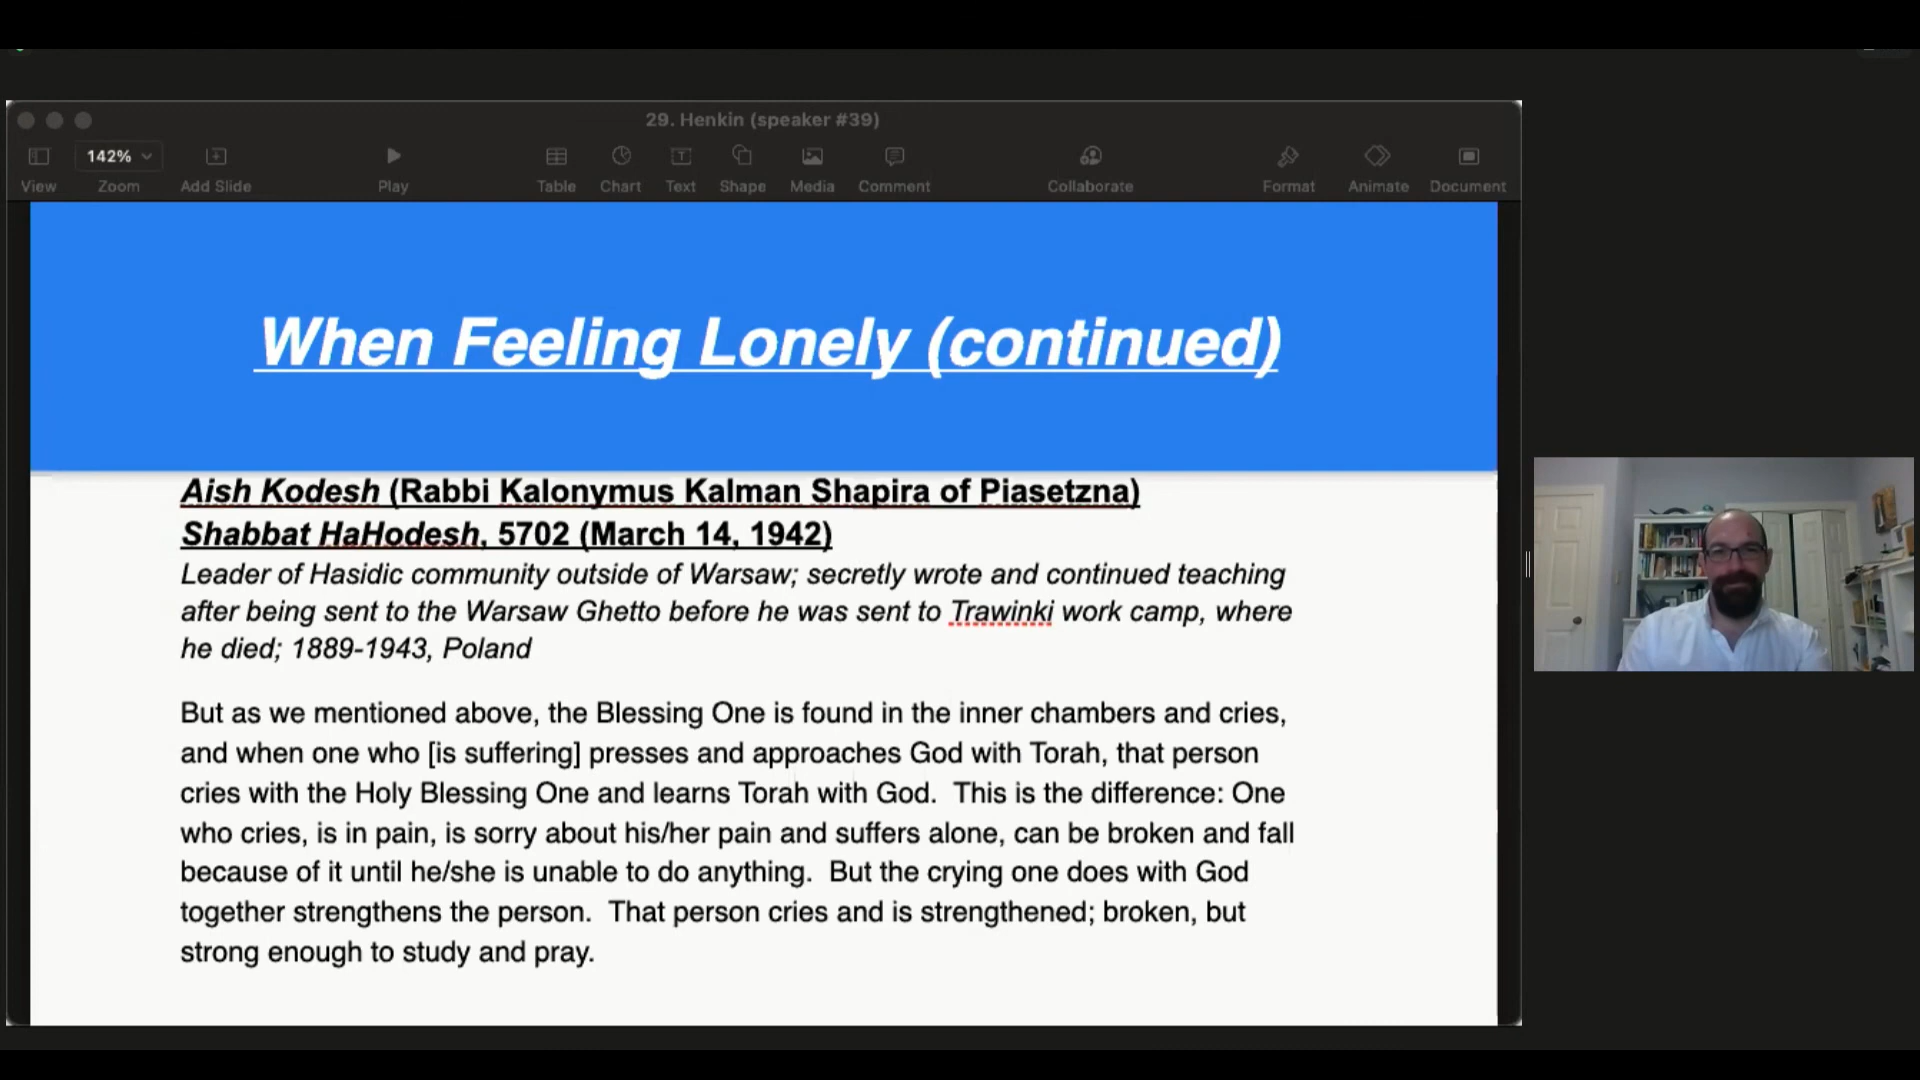 29. Henkin (speaker #39)
142%
View Zoom Add Slide Play Table Chart Text Shape Media Comment Collaborate Format Animate Document
When Feeling Lonely (continued)
Aish Kodesh (Rabbi Kalonymus Kalman Shapira of Piasetzna)
Shabbat HaHodesh, 5702 (March 14, 1942)
Leader of Hasidic community outside of Warsaw; secretly wrote and continued teaching
after being sent to the Warsaw Ghetto before he was sent to Trawinki work camp, where
he died; 1889-1943, Poland
But as we mentioned above, the Blessing One is found in the inner chambers and cries,
and when one who [is suffering] presses and approaches God with Torah, that person
cries with the Holy Blessing One and learns Torah with God.  This is the difference: One
who cries, is in pain, is sorry about his/her pain and suffers alone, can be broken and fall
because of it until he/she is unable to do anything.  But the crying one does with God
together strengthens the person.  That person cries and is strengthened; broken, but
strong enough to study and pray.